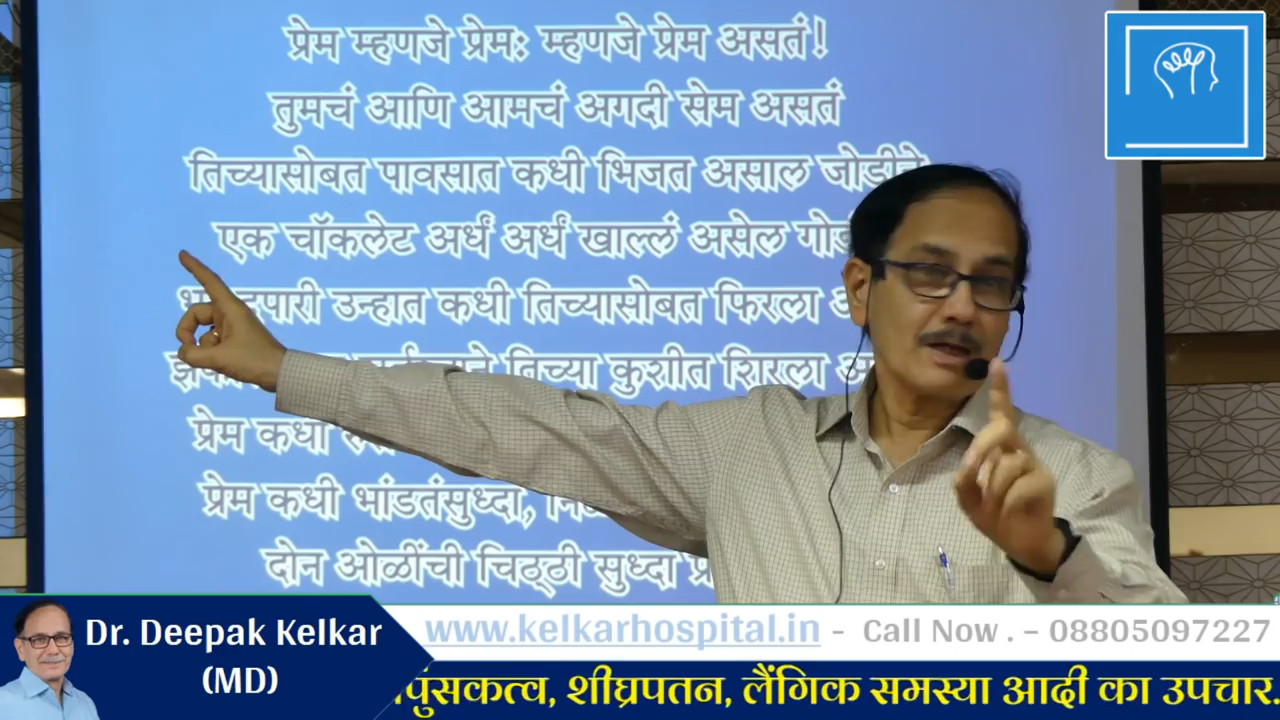 प्रेम म्हणजे प्रेम: म्हणजे प्रेम असतं!
तुमचं आणि आमचं अगदी सेम असतं
तिच्यासोबत पावसात कधी भिजत असाल
एक चॉकलेट अर्धं अर्धं खाल्लं असेल
उन्हात कधी तिच्यासोबत फिरला
तिच्या कुशीत शिरला
प्रेम कधी
प्रेम कधी भांडतंसुध्दा,
दोन ओळींची चिठ्ठी सुध्दा
Dr. Deepak Kelkar
(MD)
www.kelkarhospital.in - Call Now . - 08805097227
शीघ्रपतन, लैंगिक समस्या आदी का उपचार.